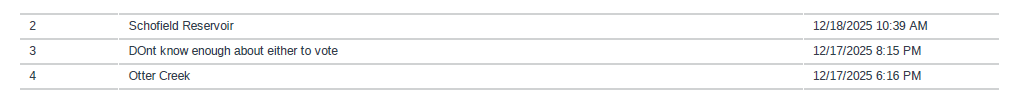 2 Schofield Reservoir 12/18/2025 10:39 AM
3 DOnt know enough about either to vote 12/17/2025 8:15 PM
4 Otter Creek 12/17/2025 6:16 PM